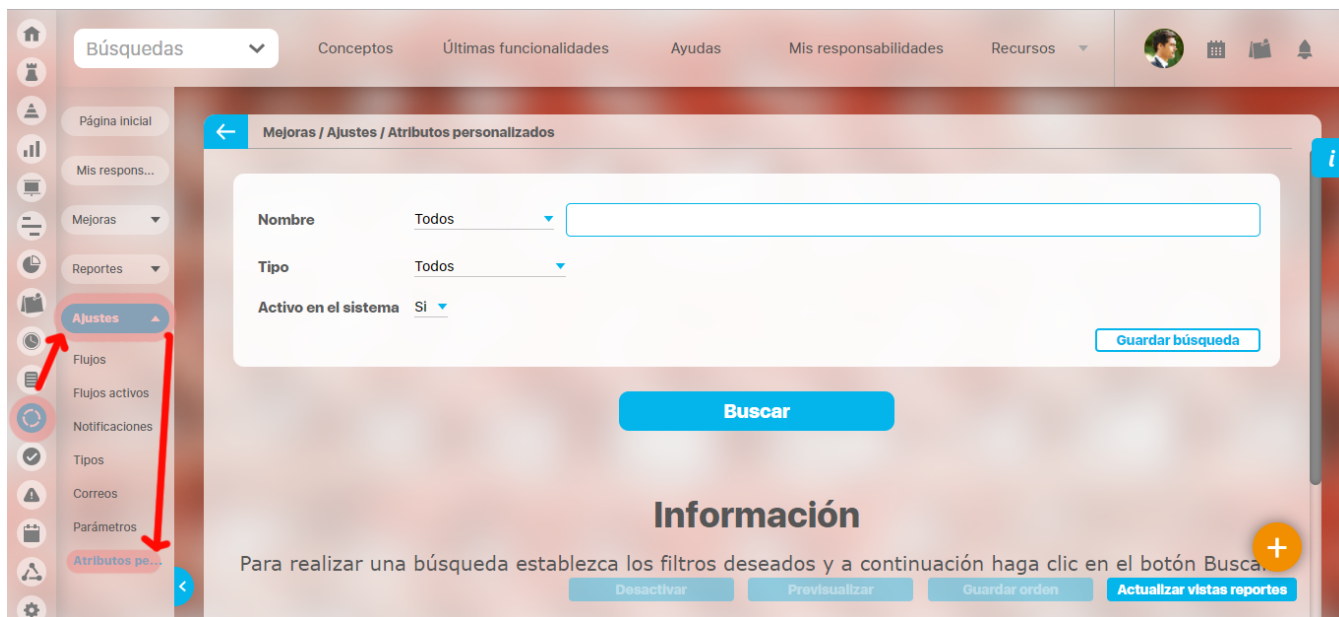 Búsquedas
Conceptos
Últimas funcionalidades
Ayudas
Mis responsabilidades
Recursos
Página inicial
Mis respons...
Mejoras
Reportes
Ajustes
Flujos
Flujos activos
Notificaciones
Tipos
Correos
Parámetros
Atributos pe...
Mejoras / Ajustes / Atributos personalizados
i
Nombre Todos
Tipo Todos
Activo en el sistema Si
Guardar búsqueda
Buscar
Información
Para realizar una búsqueda establezca los filtros deseados y a continuación haga clic en el botón Busca
Desactivar
Previsualizar
Guardar orden
Actualizar vistas reportes